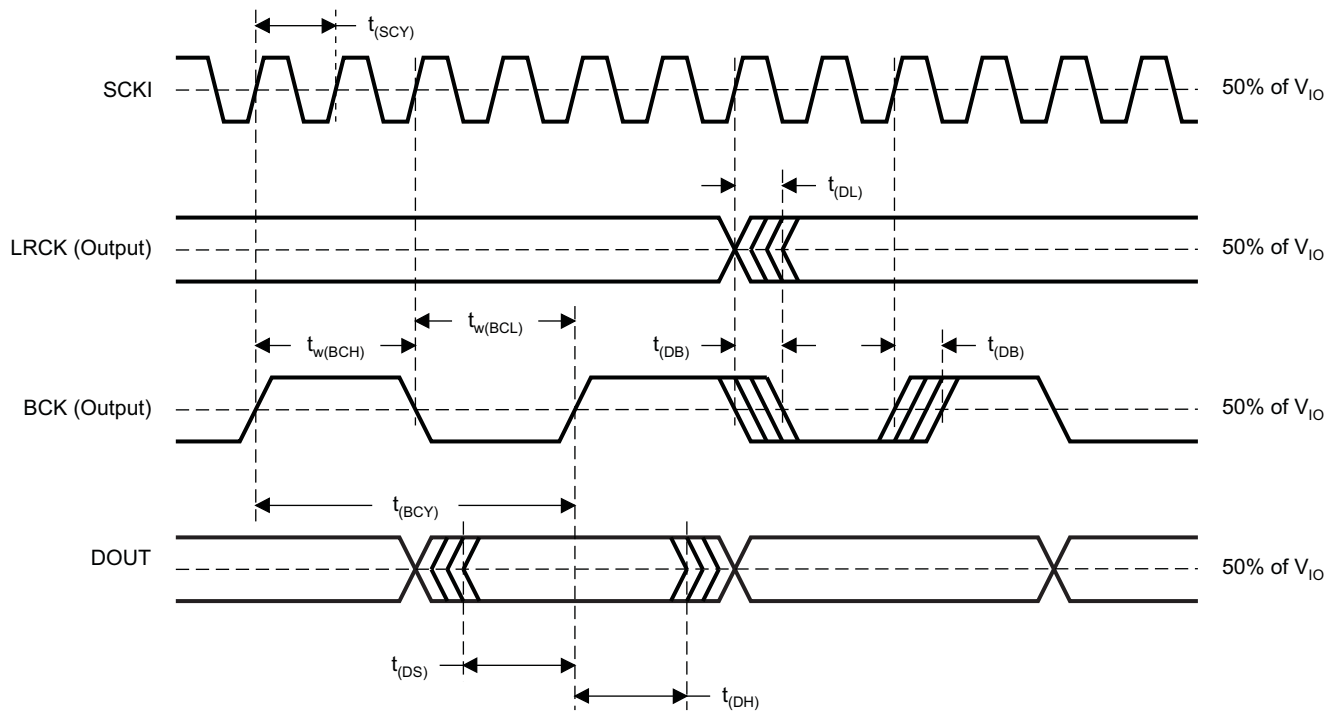 t(SCY)
SCKI
50% of VIO
t(DL)
LRCK (Output)
50% of VIO
tw(BCL)
tw(BCH)
t(DB)
t(DB)
BCK (Output)
50% of VIO
t(BCY)
DOUT
50% of VIO
t(DS)
t(DH)